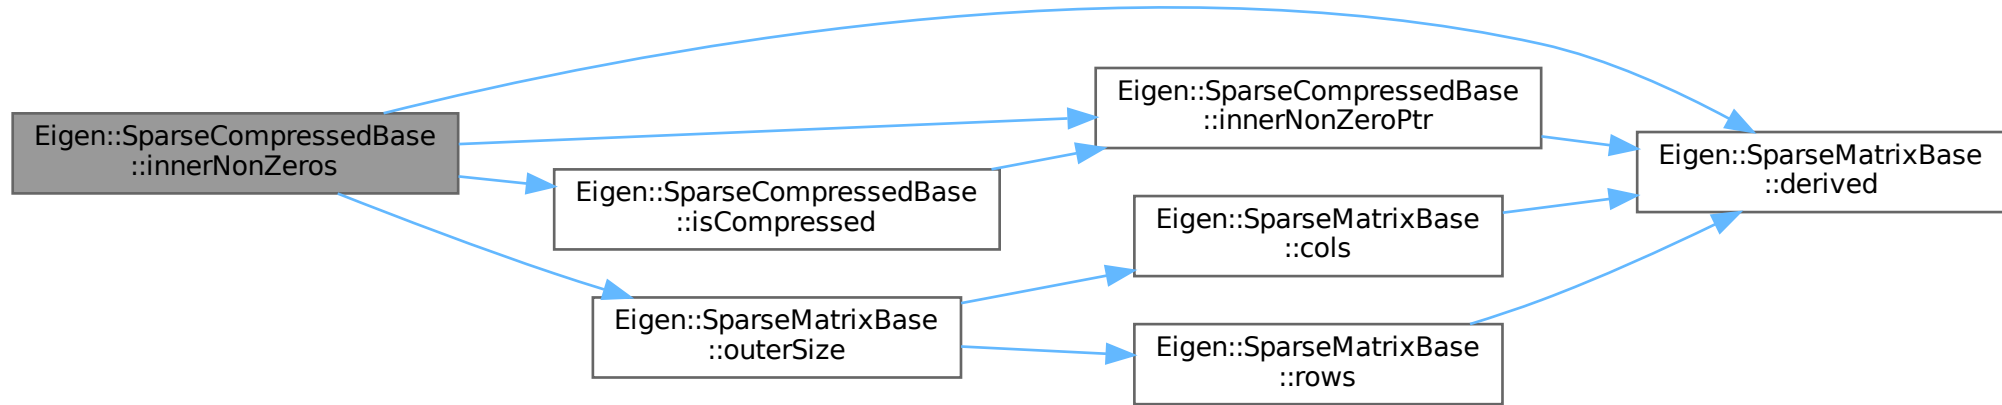 Eigen::SparseCompressedBase
::innerNonZeros
Eigen::SparseCompressedBase
::innerNonZeroPtr
Eigen::SparseMatrixBase
::derived
Eigen::SparseCompressedBase
::isCompressed
Eigen::SparseMatrixBase
::cols
Eigen::SparseMatrixBase
::outerSize
Eigen::SparseMatrixBase
::rows